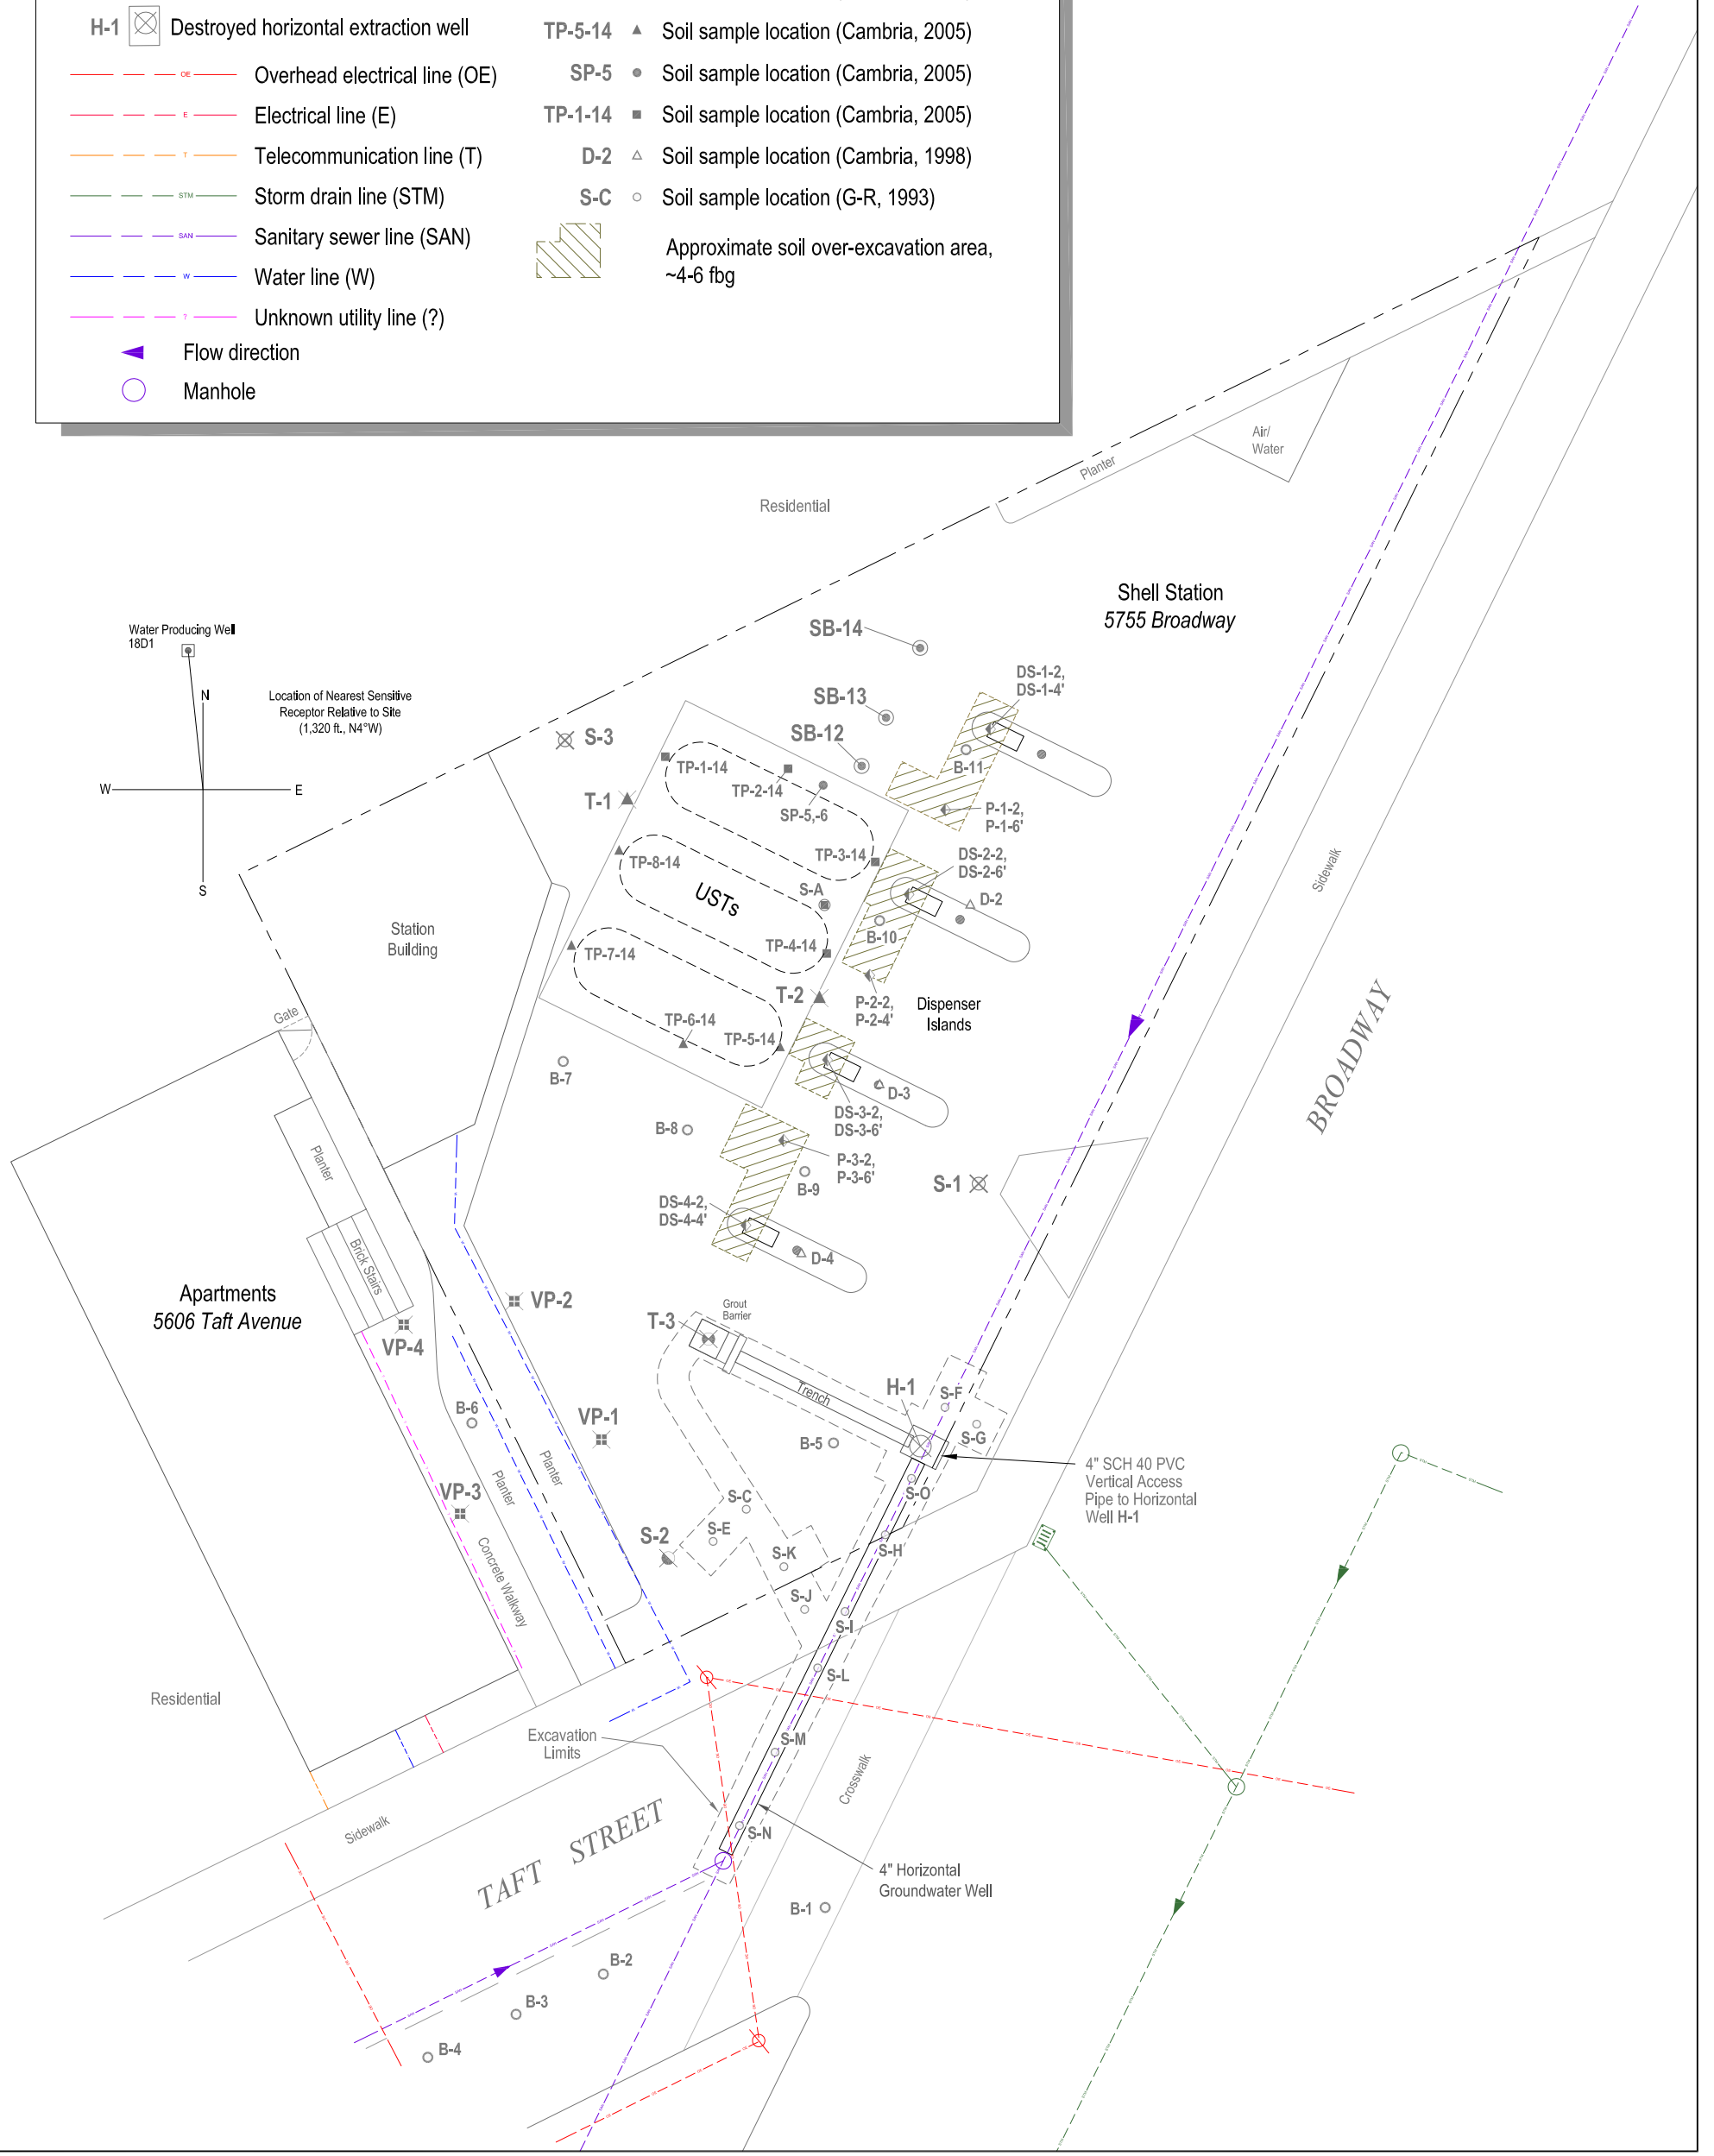 H-1 Destroyed horizontal extraction well
OE Overhead electrical line (OE)
E Electrical line (E)
T Telecommunication line (T)
STM Storm drain line (STM)
SAN Sanitary sewer line (SAN)
W Water line (W)
? Unknown utility line (?)
Flow direction
Manhole
TP-5-14 Soil sample location (Cambria, 2005)
SP-5 Soil sample location (Cambria, 2005)
TP-1-14 Soil sample location (Cambria, 2005)
D-2 Soil sample location (Cambria, 1998)
S-C Soil sample location (G-R, 1993)
Approximate soil over-excavation area,
~4-6 fbg
Air/
Water
Planter
Residential
Shell Station
5755 Broadway
Water Producing Well
18D1
N
W
E
S
Location of Nearest Sensitive
Receptor Relative to Site
(1,320 ft., N4°W)
SB-14
SB-13
SB-12
S-3
T-1
DS-1-2,
DS-1-4'
B-11
P-1-2,
P-1-6'
TP-1-14
TP-2-14
SP-5,-6
TP-3-14
TP-8-14
USTs
S-A
TP-4-14
TP-7-14
TP-6-14
TP-5-14
DS-2-2,
DS-2-6'
D-2
B-10
T-2
P-2-2,
P-2-4'
Dispenser
Islands
Sidewalk
BROADWAY
Station
Building
Gate
B-7
B-8
D-3
DS-3-2,
DS-3-6'
P-3-2,
P-3-6'
B-9
S-1
DS-4-2,
DS-4-4'
D-4
Planter
Brick Stairs
Apartments
5606 Taft Avenue
VP-2
VP-4
T-3
Grout
Barrier
Trench
H-1
S-F
S-G
B-6
VP-1
B-5
4" SCH 40 PVC
Vertical Access
Pipe to Horizontal
Well H-1
Planter
Planter
VP-3
Concrete Walkway
S-C
S-E
S-2
S-K
S-J
S-O
S-H
S-I
S-L
S-M
S-N
Residential
Excavation
Limits
Crosswalk
Sidewalk
TAFT STREET
4" Horizontal
Groundwater Well
B-1
B-2
B-3
B-4